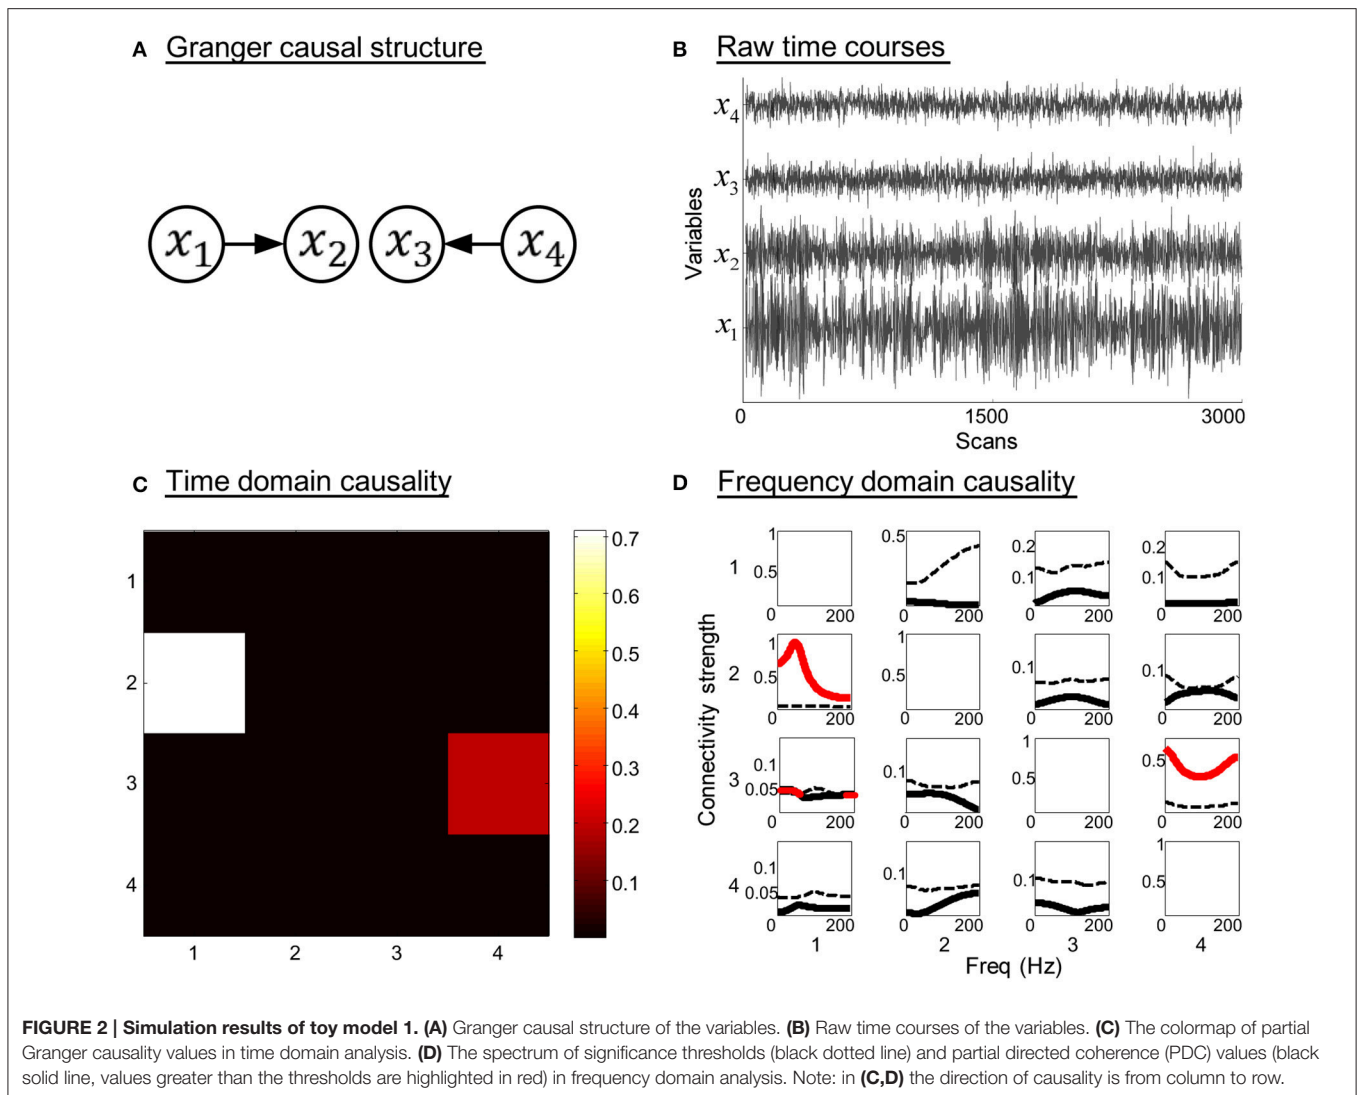 A Granger causal structure
x1 x2 x3 x4
B Raw time courses
Variables
x4
x3
x2
x1
0 1500 3000
Scans
C Time domain causality
1
2
3
4
1 2 3 4
0.7
0.6
0.5
0.4
0.3
0.2
0.1
D Frequency domain causality
Connectivity strength
1
1 0.5 0 200
0.5 0 200
0.2 0.1 0 200
0.2 0.1 0 200
2
1 0.5 0 200
1 0.5 0 200
0.1 0 200
0.1 0 200
3
0.1 0.05 0 200
0.1 0 200
1 0.5 0 200
0.5 0 200
4
0.1 0.05 0 200
0.1 0 200
0.1 0 200
1 0.5 0 200
1 2 3 4
Freq (Hz)
FIGURE 2 | Simulation results of toy model 1. (A) Granger causal structure of the variables. (B) Raw time courses of the variables. (C) The colormap of partial
Granger causality values in time domain analysis. (D) The spectrum of significance thresholds (black dotted line) and partial directed coherence (PDC) values (black
solid line, values greater than the thresholds are highlighted in red) in frequency domain analysis. Note: in (C,D) the direction of causality is from column to row.